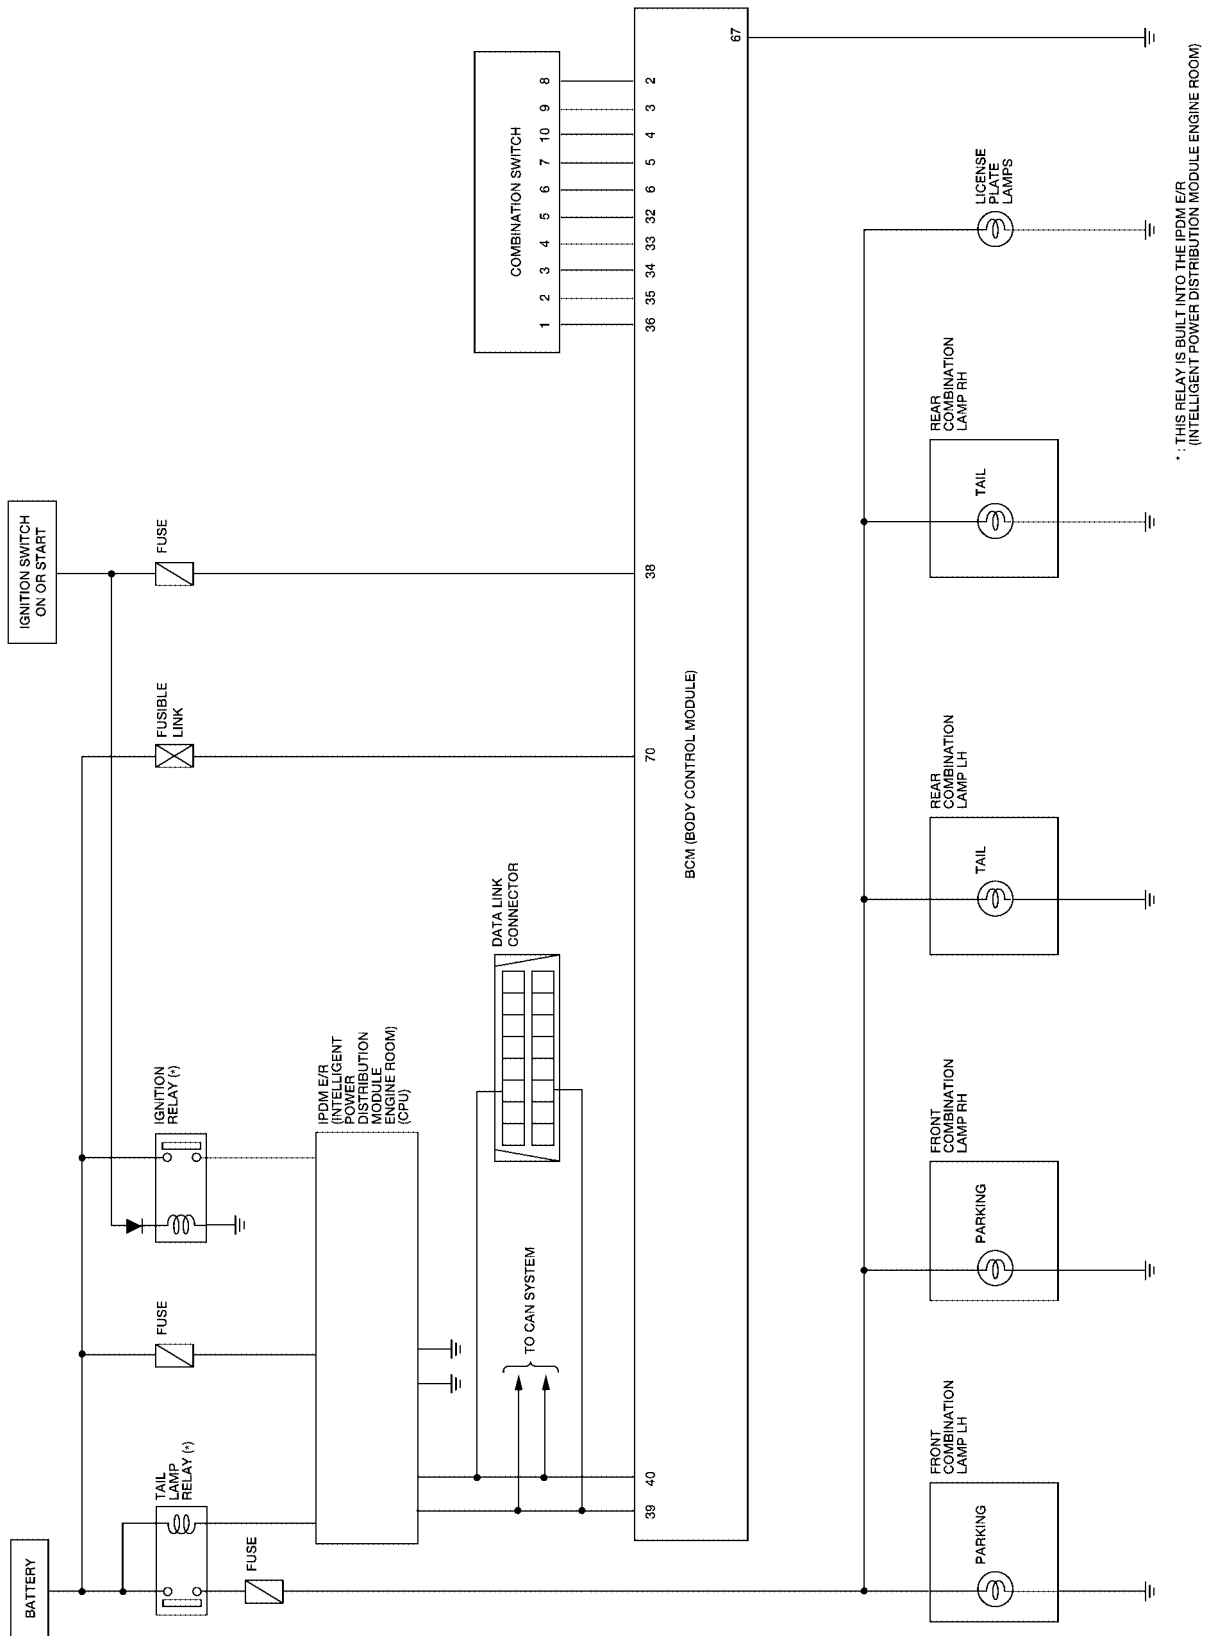 BATTERY
TAIL
LAMP
RELAY (*)
FUSE
FUSE
IGNITION
RELAY (*)
FUSIBLE
LINK
FUSE
IGNITION SWITCH
ON OR START
IPDM E/R
(INTELLIGENT
POWER
DISTRIBUTION
MODULE
ENGINE ROOM)
(CPU)
TO CAN SYSTEM
DATA LINK
CONNECTOR
COMBINATION SWITCH
1 2 3 4 5 6 7 10 9 8
39 40 70 38 36 35 34 33 32 6 5 4 3 2
BCM (BODY CONTROL MODULE)
67
FRONT
COMBINATION
LAMP LH
PARKING
FRONT
COMBINATION
LAMP RH
PARKING
REAR
COMBINATION
LAMP LH
TAIL
REAR
COMBINATION
LAMP RH
TAIL
LICENSE
PLATE
LAMPS
* : THIS RELAY IS BUILT INTO THE IPDM E/R
(INTELLIGENT POWER DISTRIBUTION MODULE ENGINE ROOM)